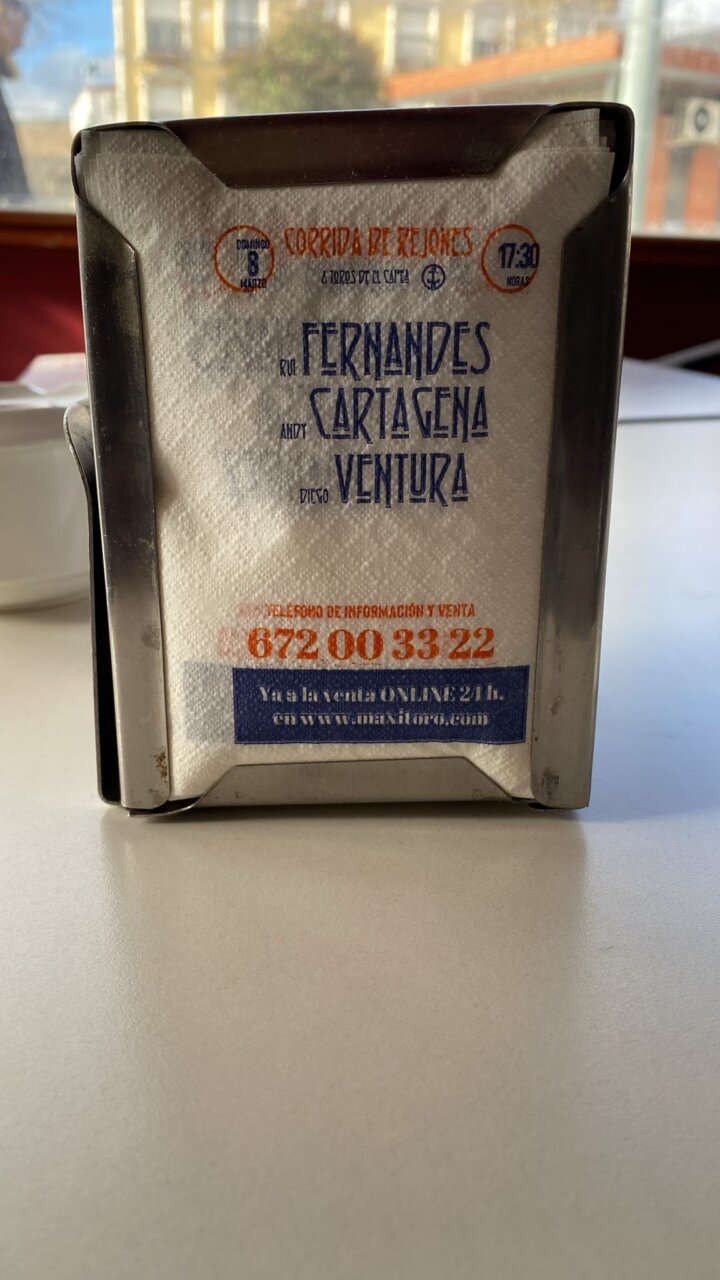 DOMINGO
8
MARZO
CORRIDA DE REJONES
6 TOROS DE EL CAPEA
17:30
HORAS
RUI FERNANDES
ANDY CARTAGENA
DIEGO VENTURA
TELÉFONO DE INFORMACIÓN Y VENTA
672 00 33 22
Ya a la venta ONLINE 24 h.
en www.maxitoro.com